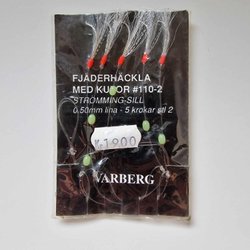 FJÄDERHÄCKLA
MED KULOR #110-2
STRÖMMING-SILL
0.50mm lina - 5 krokar stl 2
1900
VARBERG